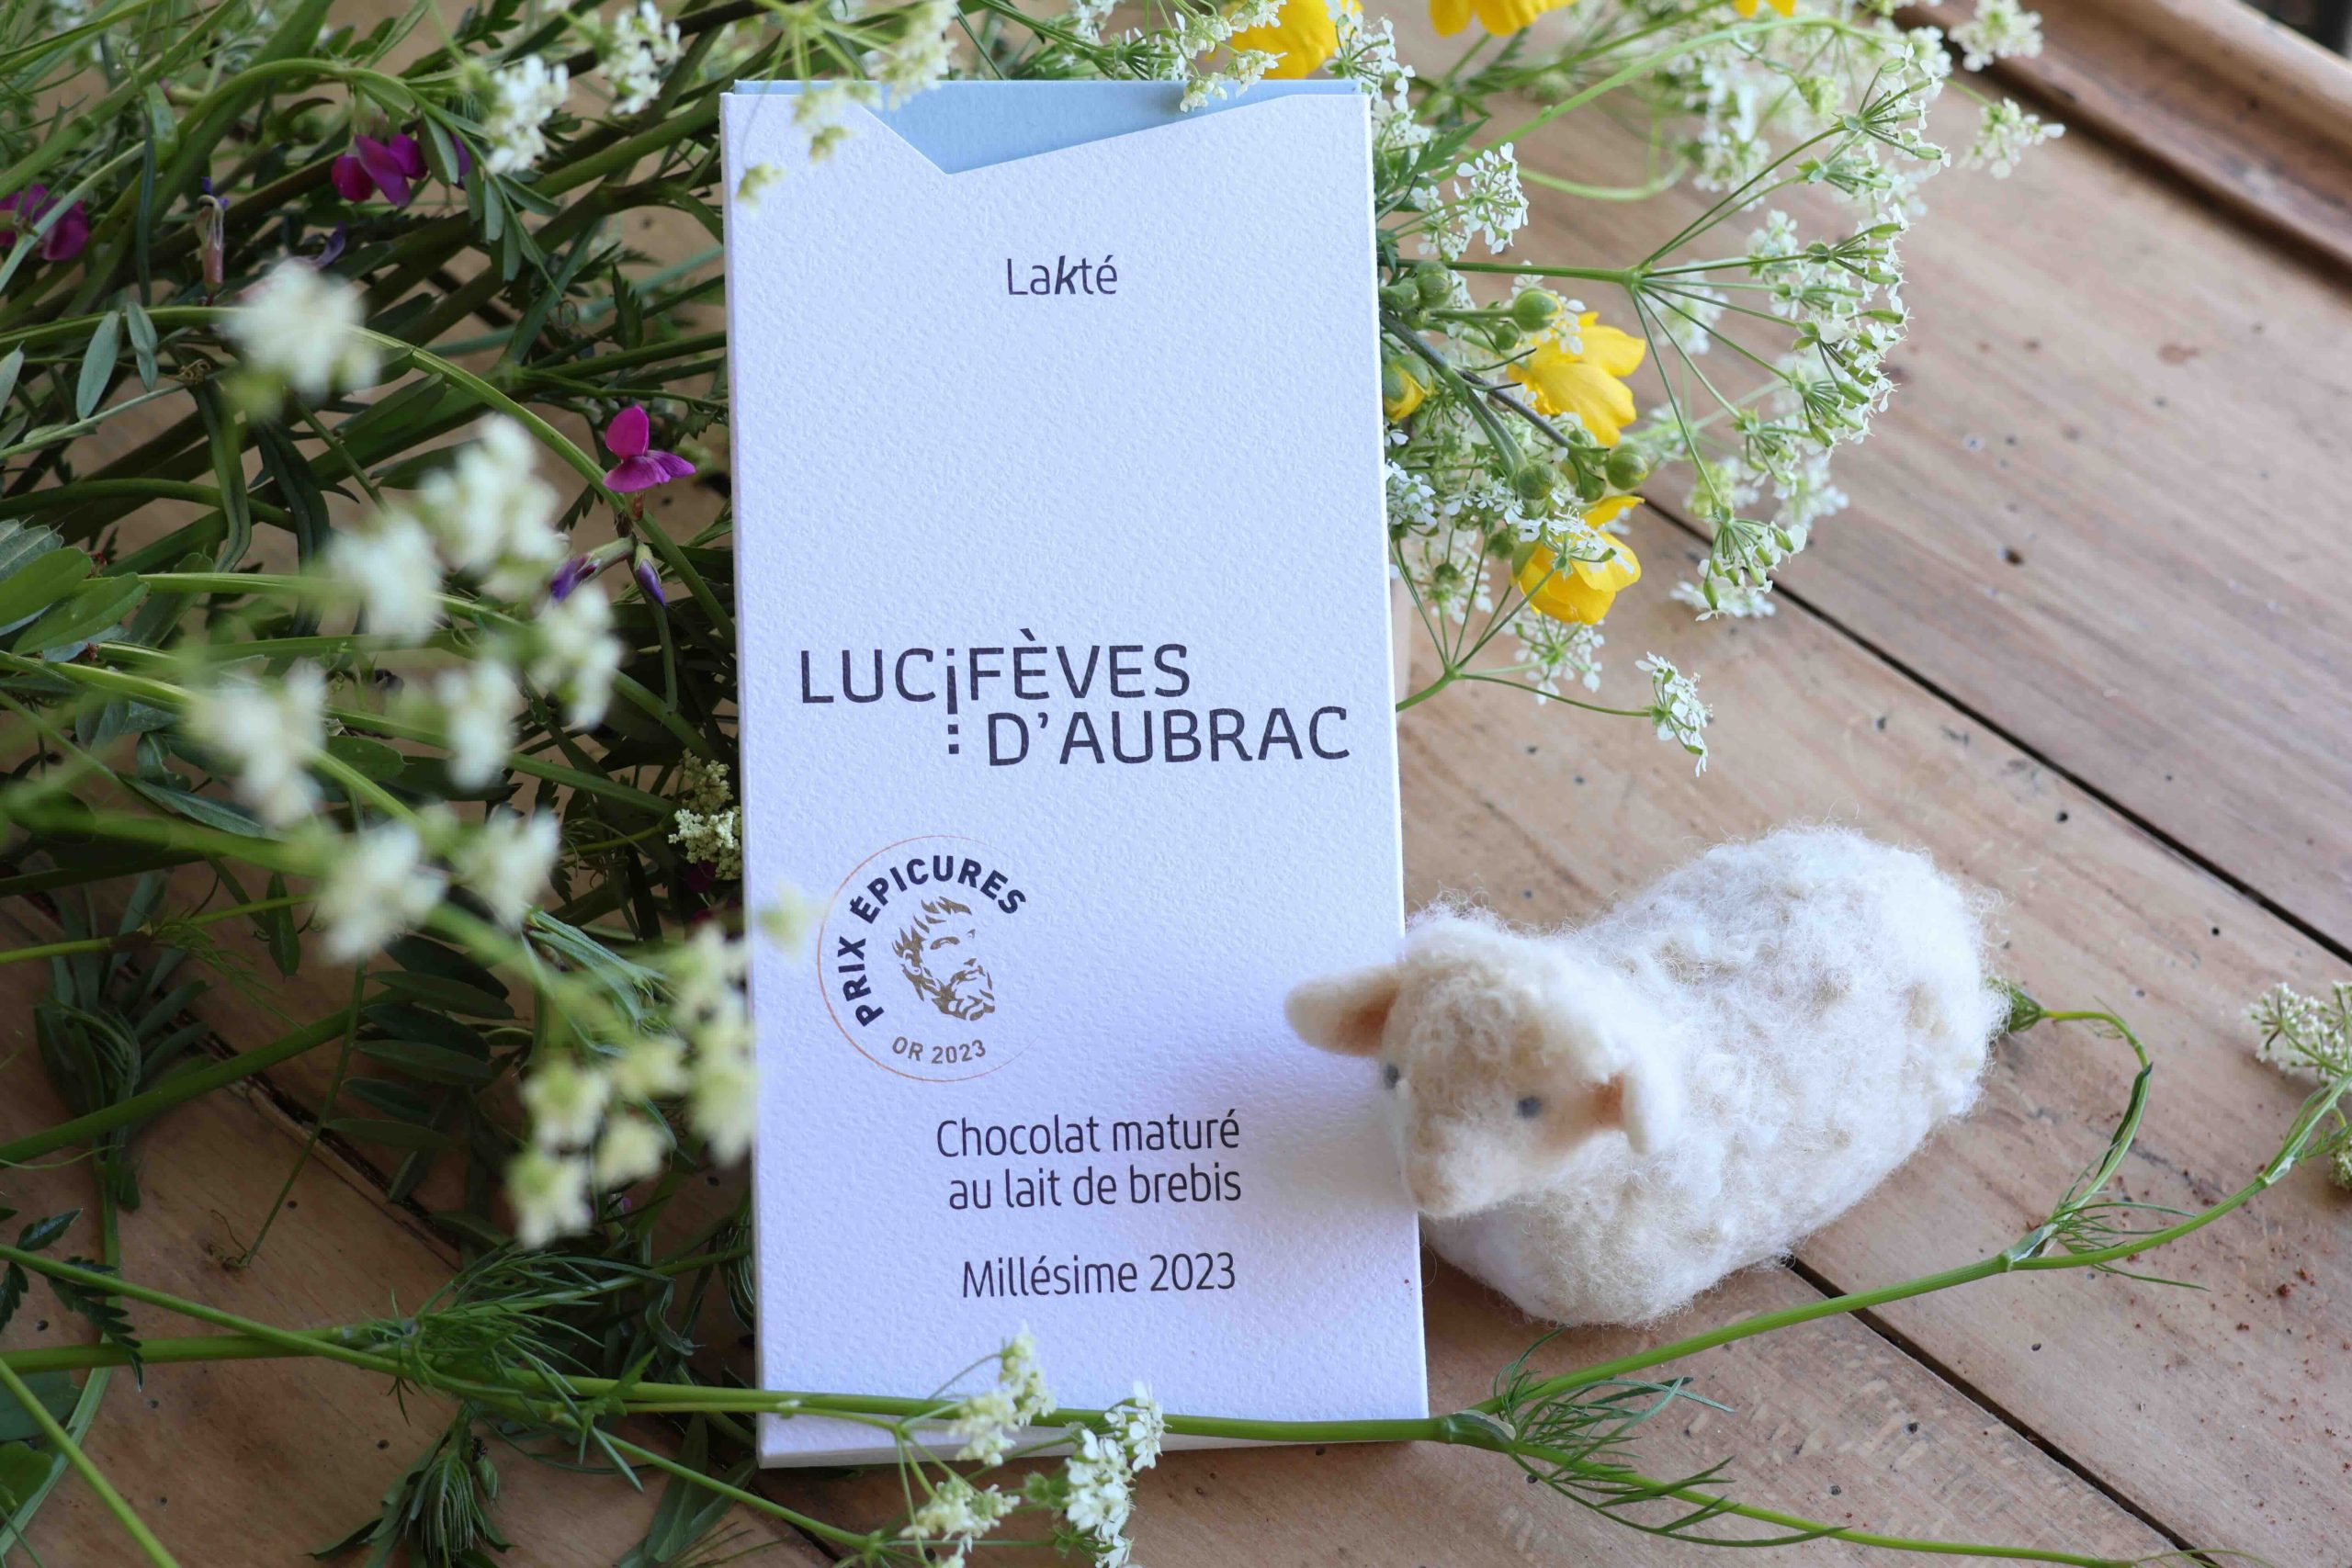 Lakté
LUCiFÈVES
D'AUBRAC
PRIX ÉPICURES
OR 2023
Chocolat maturé
au lait de brebis
Millésime 2023